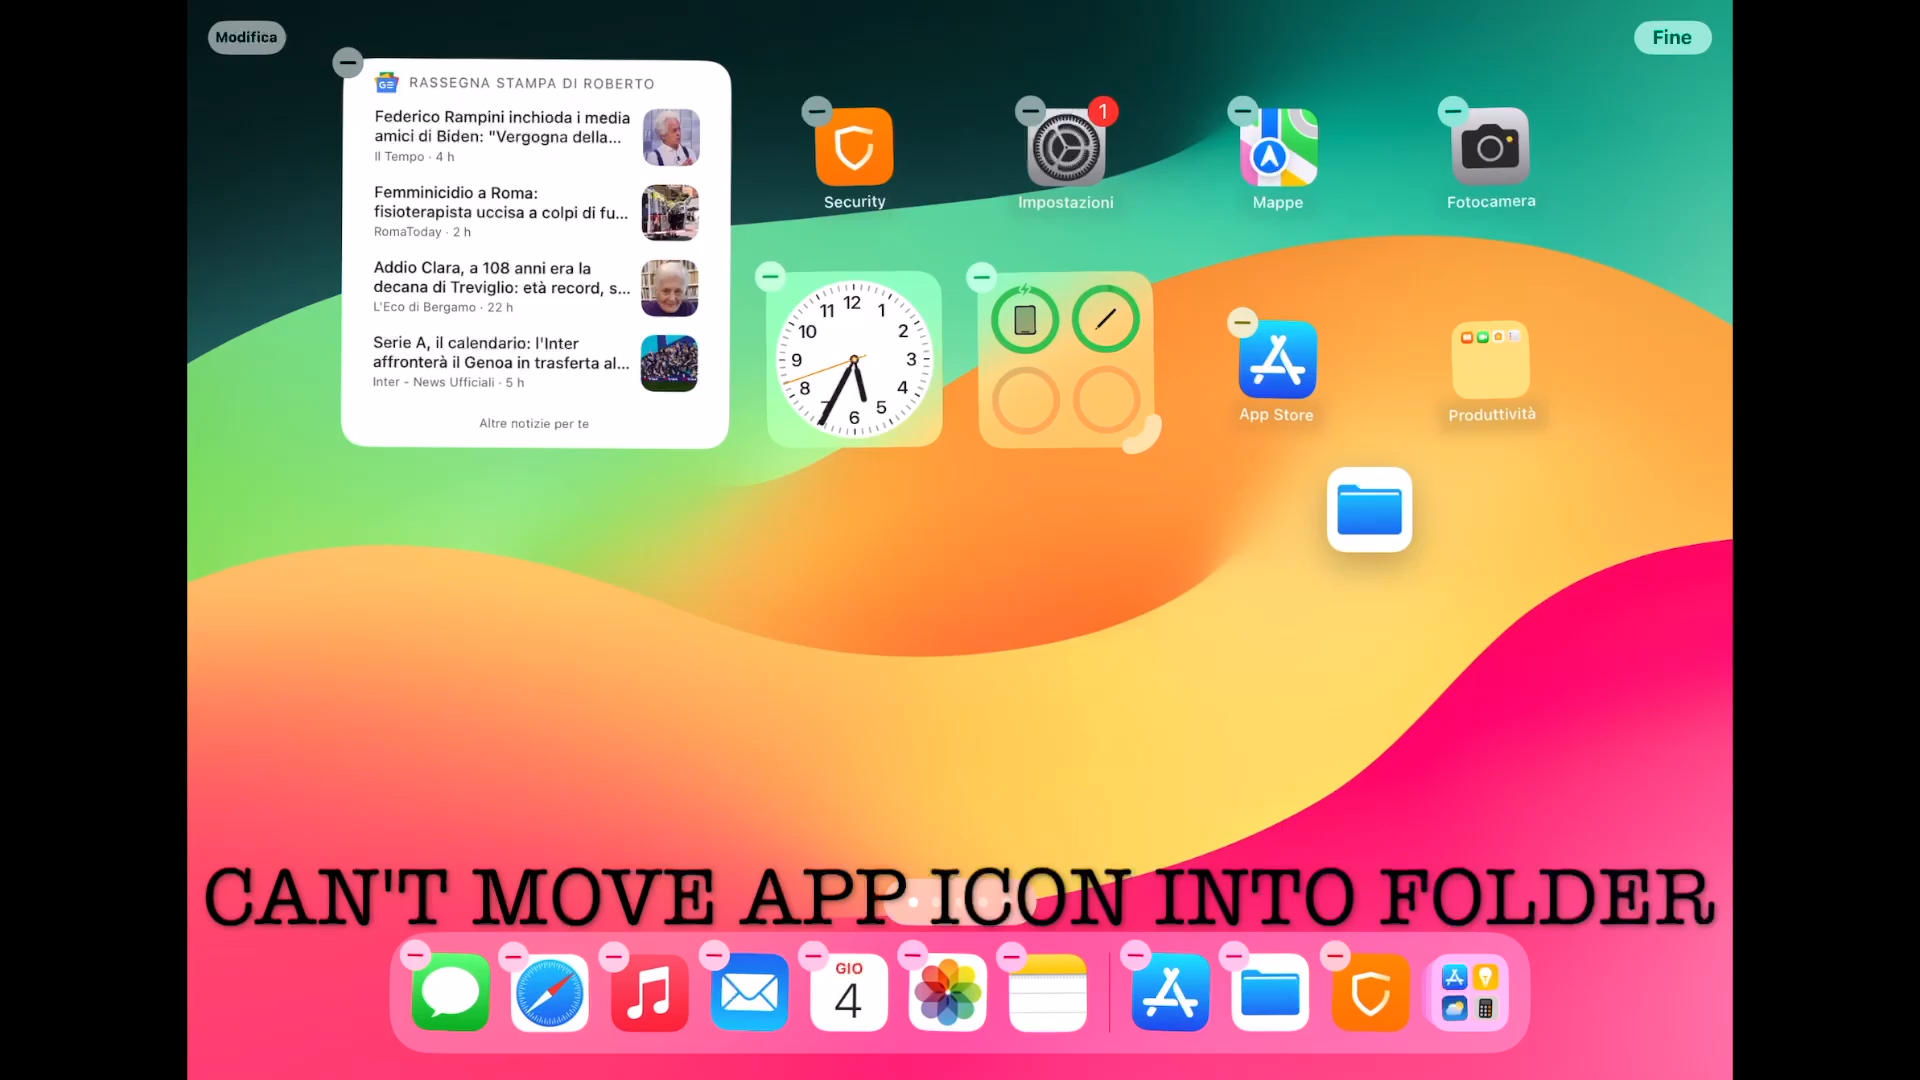 Modifica
Fine
RASSEGNA STAMPA DI ROBERTO
Federico Rampini inchioda i media
amici di Biden: "Vergogna della...
Il Tempo · 4 h
Femminicidio a Roma:
fisioterapista uccisa a colpi di fu...
RomaToday · 2 h
Addio Clara, a 108 anni era la
decana di Treviglio: età record, s...
L'Eco di Bergamo · 22 h
Serie A, il calendario: l'Inter
affronterà il Genoa in trasferta al...
Inter - News Ufficiali · 5 h
Altre notizie per te
1
Security
Impostazioni
Mappe
Fotocamera
12
1
2
3
4
5
6
8
9
10
11
App Store
Produttività
CAN'T MOVE APP ICON INTO FOLDER
GIO
4